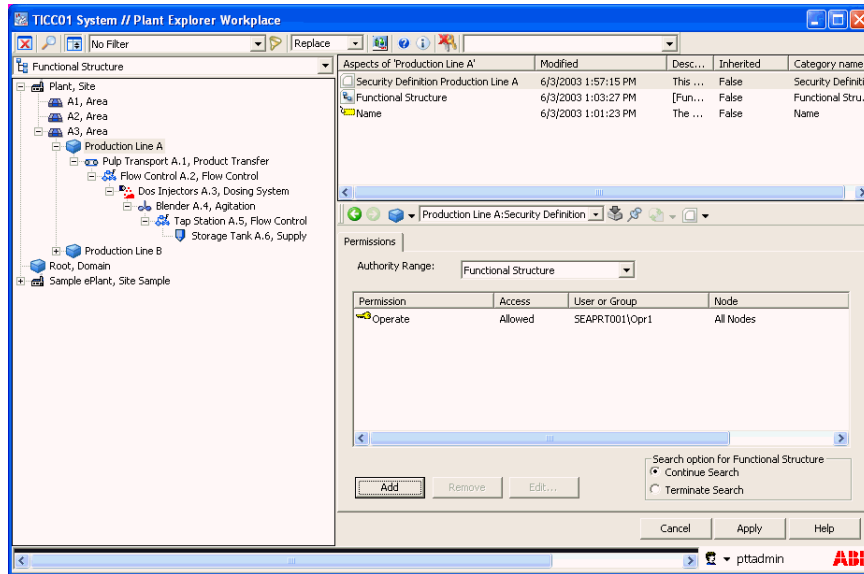 TICC01 System // Plant Explorer Workplace
No Filter
Replace
Functional Structure
Plant, Site
A1, Area
A2, Area
A3, Area
Production Line A
Pulp Transport A.1, Product Transfer
Flow Control A.2, Flow Control
Dos Injectors A.3, Dosing System
Blender A.4, Agitation
Tap Station A.5, Flow Control
Storage Tank A.6, Supply
Production Line B
Root, Domain
Sample ePlant, Site Sample
Aspects of 'Production Line A' Modified Desc... Inherited Category name
Security Definition Production Line A 6/3/2003 1:57:15 PM This ... False Security Definiti
Functional Structure 6/3/2003 1:03:27 PM [Fun... False Functional Stru.
Name 6/3/2003 1:01:23 PM The ... False Name
Production Line A:Security Definition
Permissions
Authority Range: Functional Structure
Permission Access User or Group Node
Operate Allowed SEAPRT001\Opr1 All Nodes
Search option for Functional Structure
Continue Search
Terminate Search
Add Remove Edit...
Cancel Apply Help
pttadmin ABB